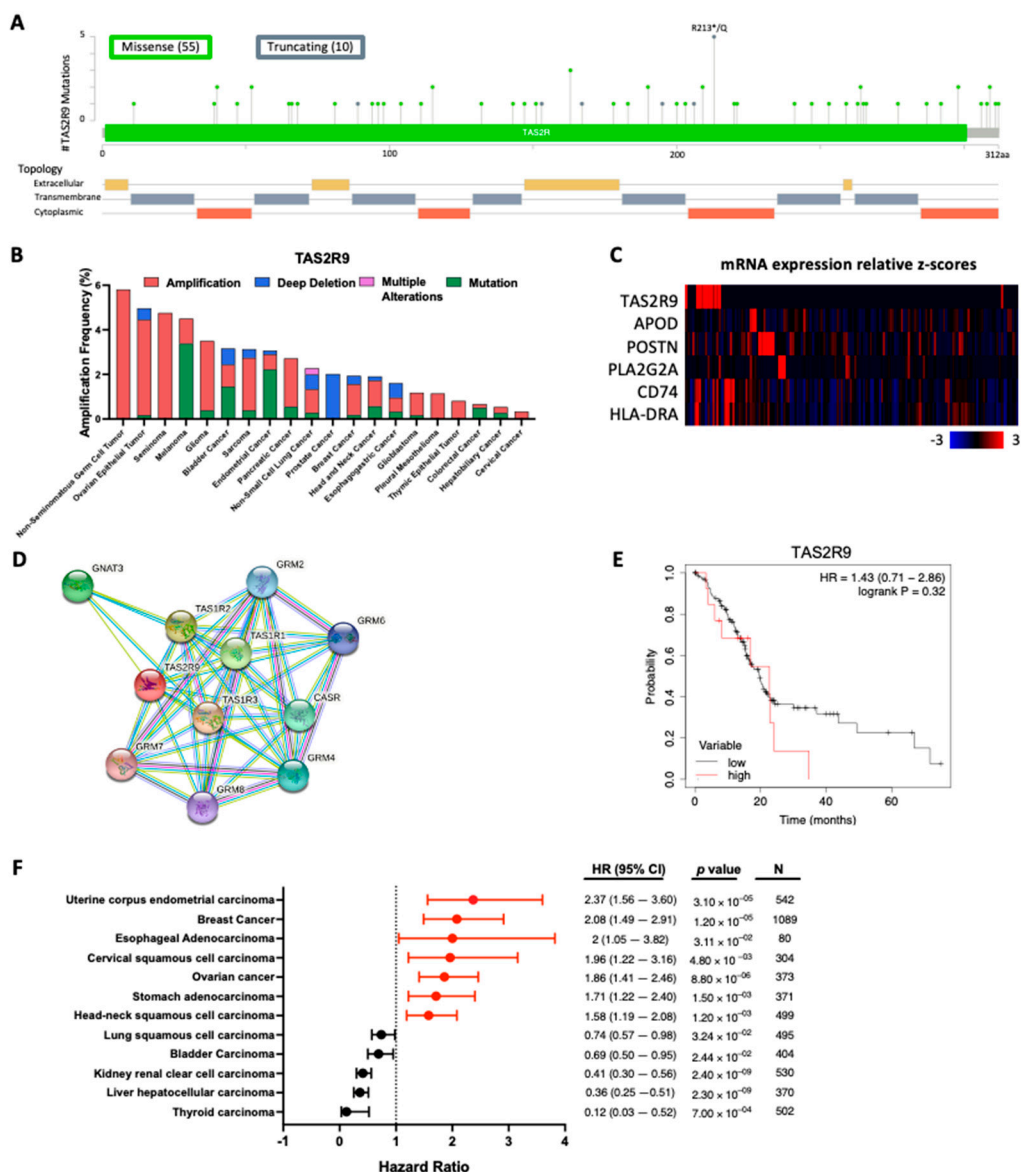 A
Missense (55)
Truncating (10)
R213*/Q
#TAS2R9 Mutations
5
0
TAS2R
0
100
200
312aa
Topology
Extracellular
Transmembrane
Cytoplasmic
B
TAS2R9
Amplification
Deep Deletion
Multiple
Alterations
Mutation
Amplification Frequency (%)
6
4
2
0
Non-Seminomatous Germ Cell Tumor
Ovarian Epithelial Tumor
Seminoma
Melanoma
Glioma
Bladder Cancer
Sarcoma
Endometrial Cancer
Pancreatic Cancer
Non-Small Cell Lung Cancer
Prostate Cancer
Breast Cancer
Head and Neck Cancer
Esophagogastric Cancer
Glioblastoma
Pleural Mesothelioma
Thymic Epithelial Tumor
Colorectal Cancer
Hepatobiliary Cancer
Cervical Cancer
C
mRNA expression relative z-scores
TAS2R9
APOD
POSTN
PLA2G2A
CD74
HLA-DRA
-3 3
D
GNAT3
GRM2
TAS1R2
GRM6
TAS1R1
TAS2R9
TAS1R3
CASR
GRM7
GRM4
GRM8
E
TAS2R9
HR = 1.43 (0.71 – 2.86)
logrank P = 0.32
Probability
1.0
0.8
0.6
0.4
0.2
0.0
Variable
low
high
0 20 40 60
Time (months)
F
HR (95% CI) p value N
Uterine corpus endometrial carcinoma 2.37 (1.56 — 3.60) 3.10 × 10⁻⁰⁵ 542
Breast Cancer 2.08 (1.49 — 2.91) 1.20 × 10⁻⁰⁵ 1089
Esophageal Adenocarcinoma 2 (1.05 — 3.82) 3.11 × 10⁻⁰² 80
Cervical squamous cell carcinoma 1.96 (1.22 — 3.16) 4.80 × 10⁻⁰³ 304
Ovarian cancer 1.86 (1.41 — 2.46) 8.80 × 10⁻⁰⁶ 373
Stomach adenocarcinoma 1.71 (1.22 — 2.40) 1.50 × 10⁻⁰³ 371
Head-neck squamous cell carcinoma 1.58 (1.19 — 2.08) 1.20 × 10⁻⁰³ 499
Lung squamous cell carcinoma 0.74 (0.57 — 0.98) 3.24 × 10⁻⁰² 495
Bladder Carcinoma 0.69 (0.50 — 0.95) 2.44 × 10⁻⁰² 404
Kidney renal clear cell carcinoma 0.41 (0.30 — 0.56) 2.40 × 10⁻⁰⁹ 530
Liver hepatocellular carcinoma 0.36 (0.25 —0.51) 2.30 × 10⁻⁰⁹ 370
Thyroid carcinoma 0.12 (0.03 — 0.52) 7.00 × 10⁻⁰⁴ 502
-1 0 1 2 3 4
Hazard Ratio